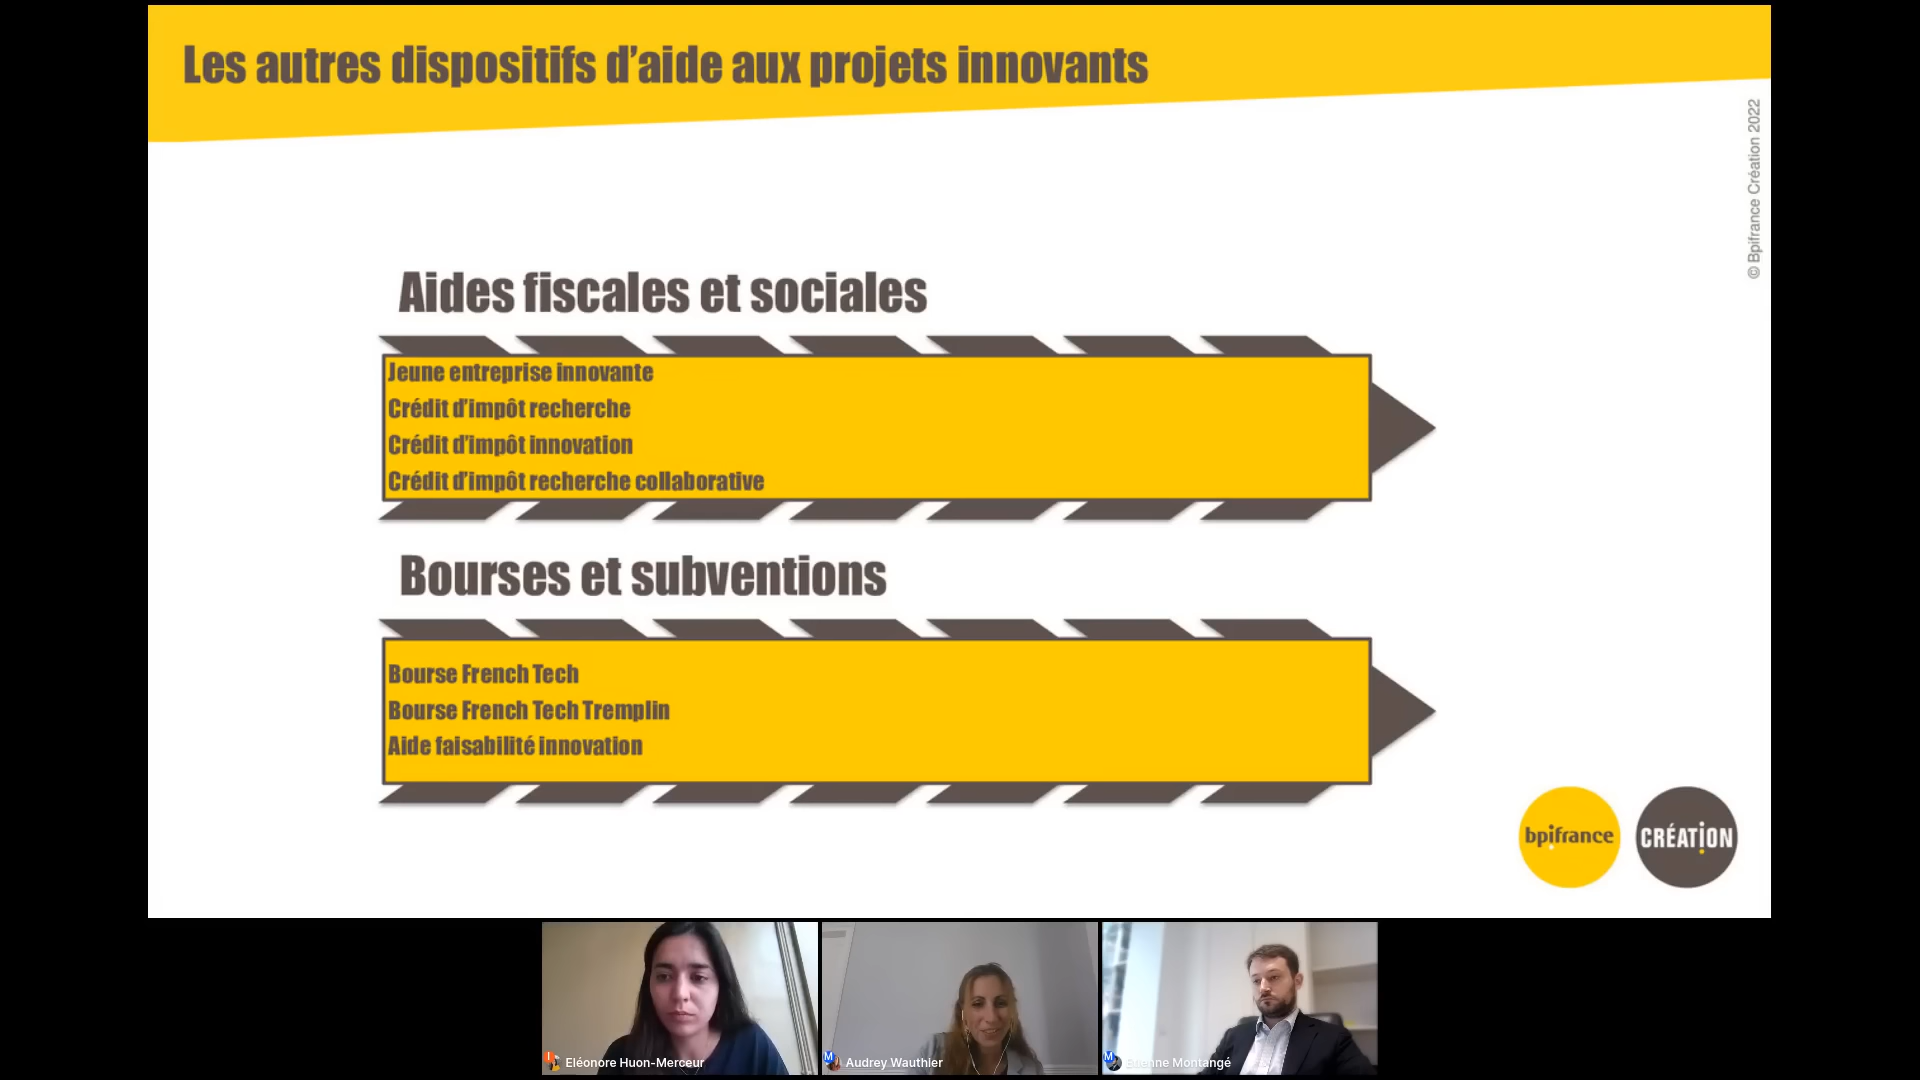 Les autres dispositifs d’aide aux projets innovants
© Bpifrance Création 2022
Aides fiscales et sociales
Jeune entreprise innovante
Crédit d’impôt recherche
Crédit d’impôt innovation
Crédit d’impôt recherche collaborative
Bourses et subventions
Bourse French Tech
Bourse French Tech Tremplin
Aide faisabilité innovation
bpifrance
CRÉATION
Eléonore Huon-Merceur
Audrey Wauthier
Etienne Montangé